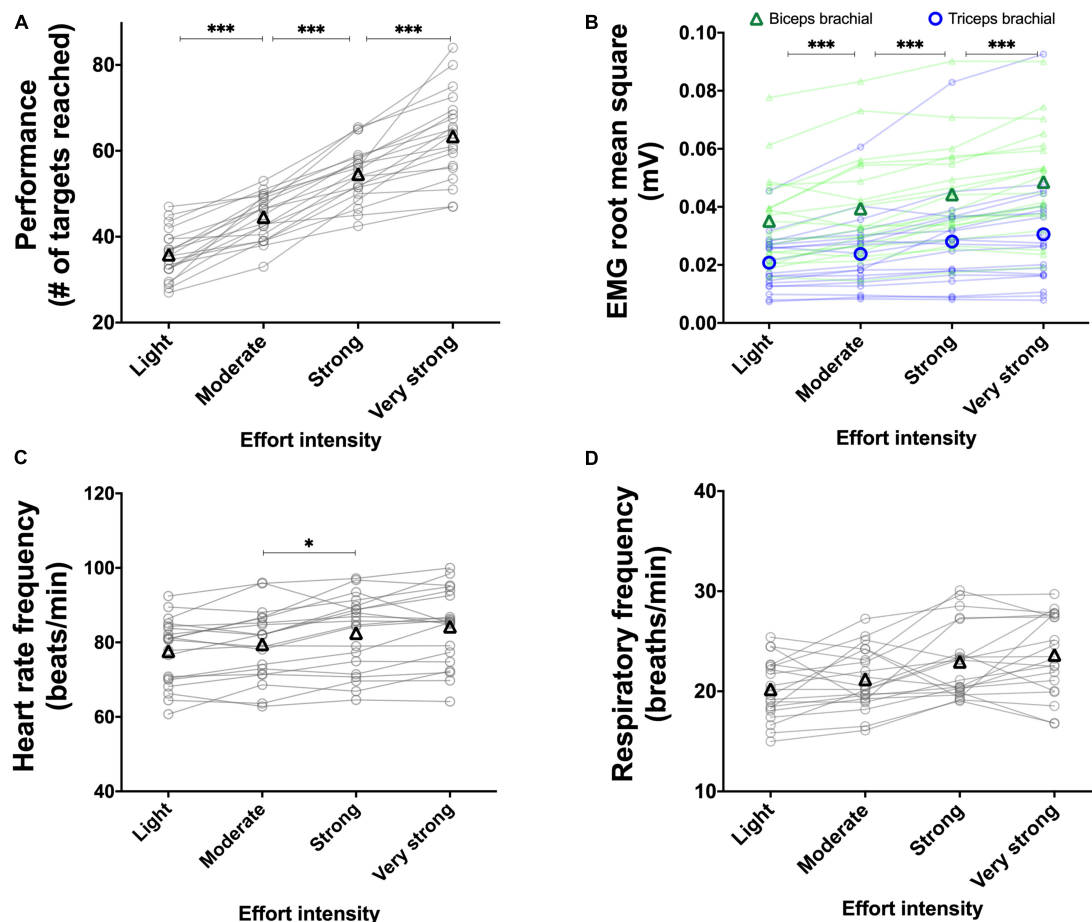 A
Performance
(# of targets reached)
80
60
40
20
***
***
***
Light
Moderate
Strong
Very strong
Effort intensity
B
Biceps brachial
Triceps brachial
EMG root mean square
(mV)
0.10
0.08
0.06
0.04
0.02
0.00
***
***
***
Light
Moderate
Strong
Very strong
Effort intensity
C
Heart rate frequency
(beats/min)
120
100
80
60
40
*
Light
Moderate
Strong
Very strong
Effort intensity
D
Respiratory frequency
(breaths/min)
40
30
20
10
Light
Moderate
Strong
Very strong
Effort intensity